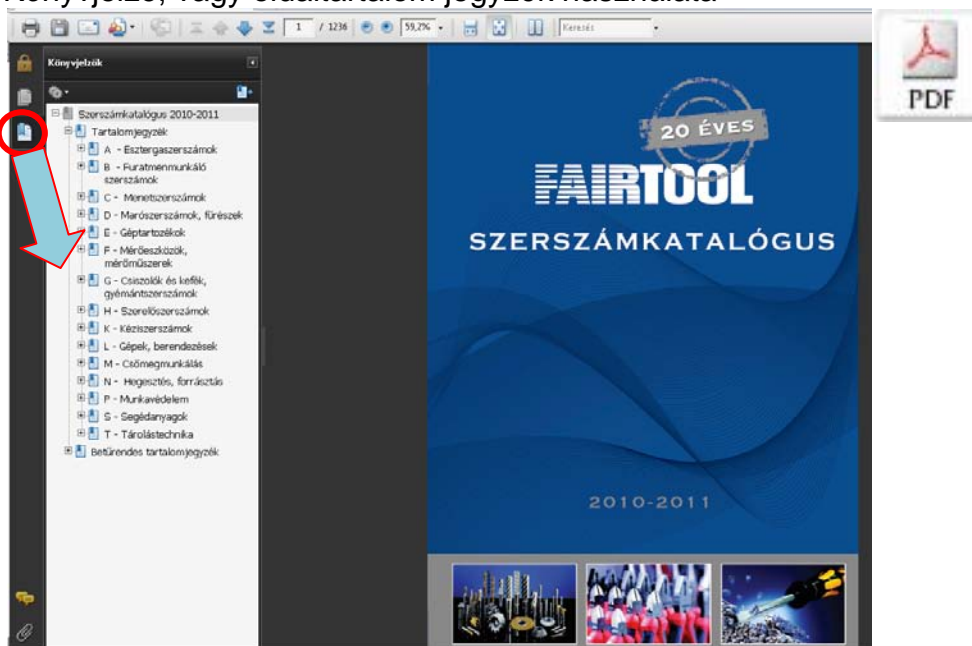 Könyvjelző, vagy oldaltartalom jegyzék használata
1 / 1236
59,2%
Keresés
Könyvjelzők
Szerszámkatalógus 2010-2011
Tartalomjegyzék
A - Esztergaszerszámok
B - Furatmenmunkáló
szerszámok
C - Menetszerszámok
D - Marószerszámok, fűrészek
E - Géptartozékok
F - Mérőeszközök,
mérőműszerek
G - Csiszolók és kefék,
gyémántszerszámok
H - Szerelőszerszámok
K - Kéziszerszámok
L - Gépek, berendezések
M - Csőmegmunkálás
N - Hegesztés, forrasztás
P - Munkavédelem
S - Segédanyagok
T - Tárolástechnika
Betűrendes tartalomjegyzék
20 ÉVES
FAIRTOOL
SZERSZÁMKATALÓGUS
2010-2011
PDF